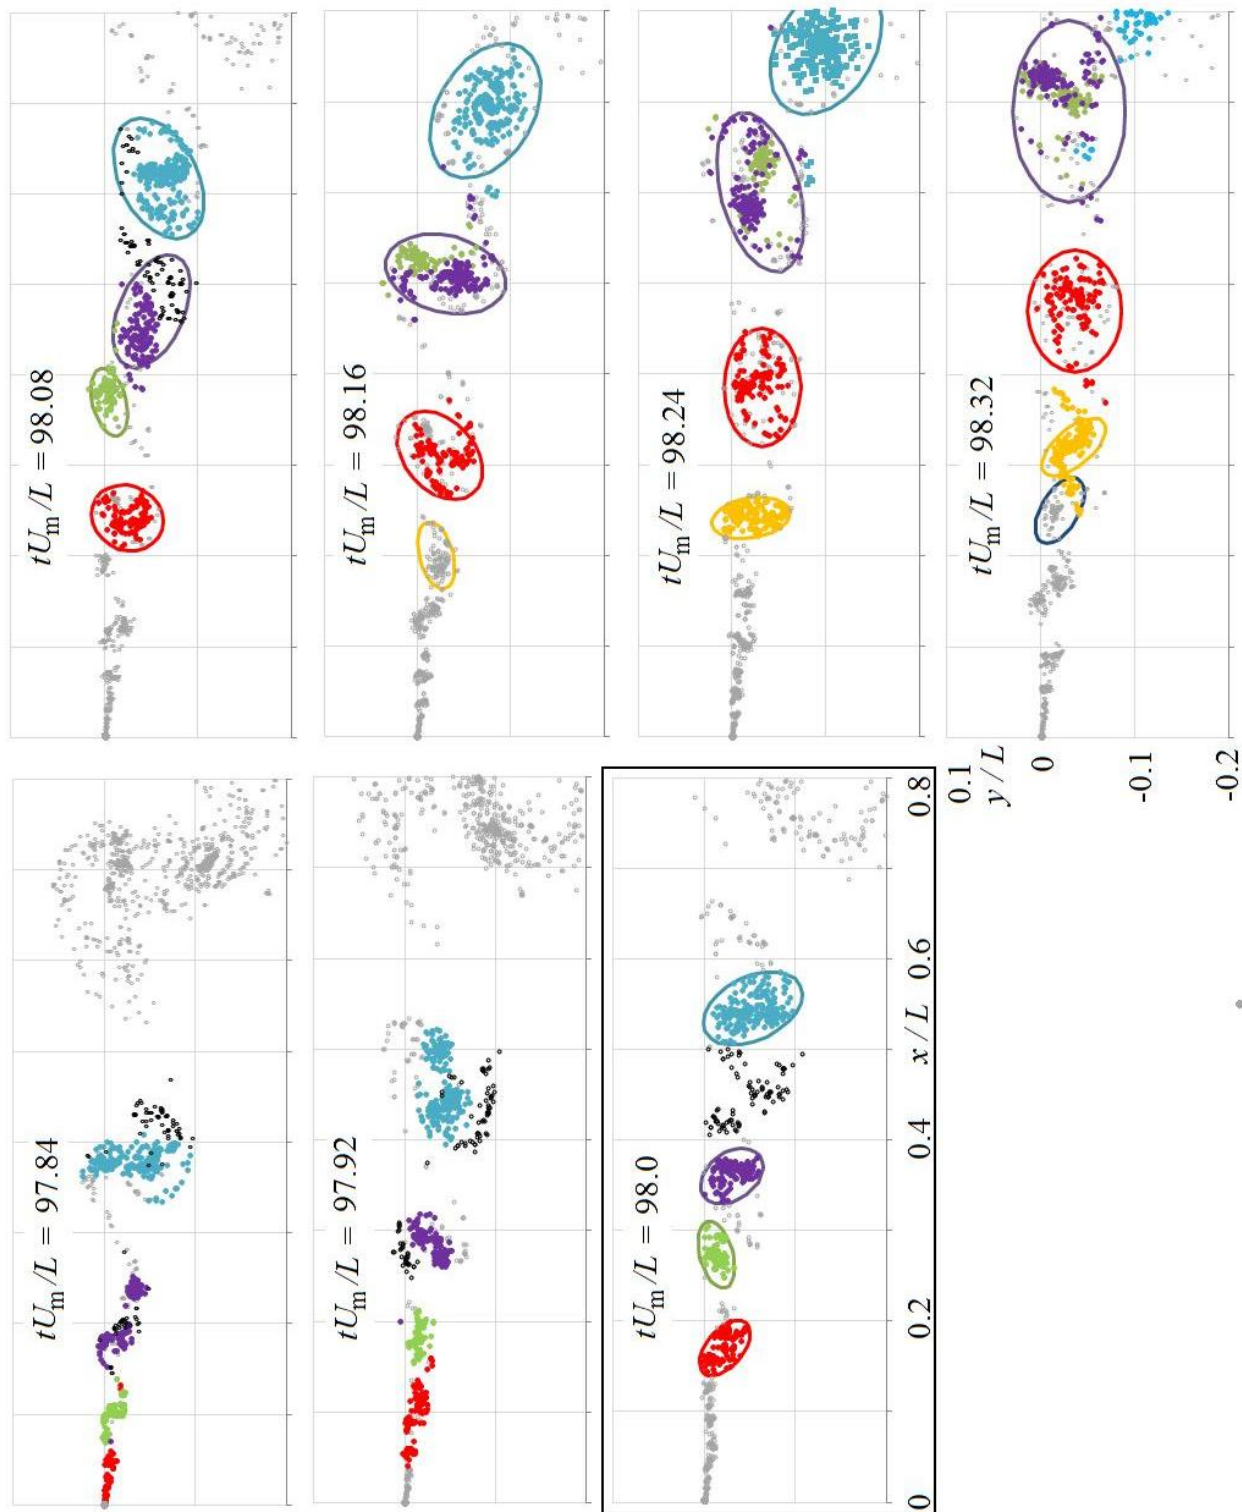 tU_m/L = 97.84
tU_m/L = 97.92
tU_m/L = 98.0
0
0.2
0.4
x / L
0.6
0.8
tU_m/L = 98.08
tU_m/L = 98.16
tU_m/L = 98.24
tU_m/L = 98.32
0.1
y / L
0
-0.1
-0.2